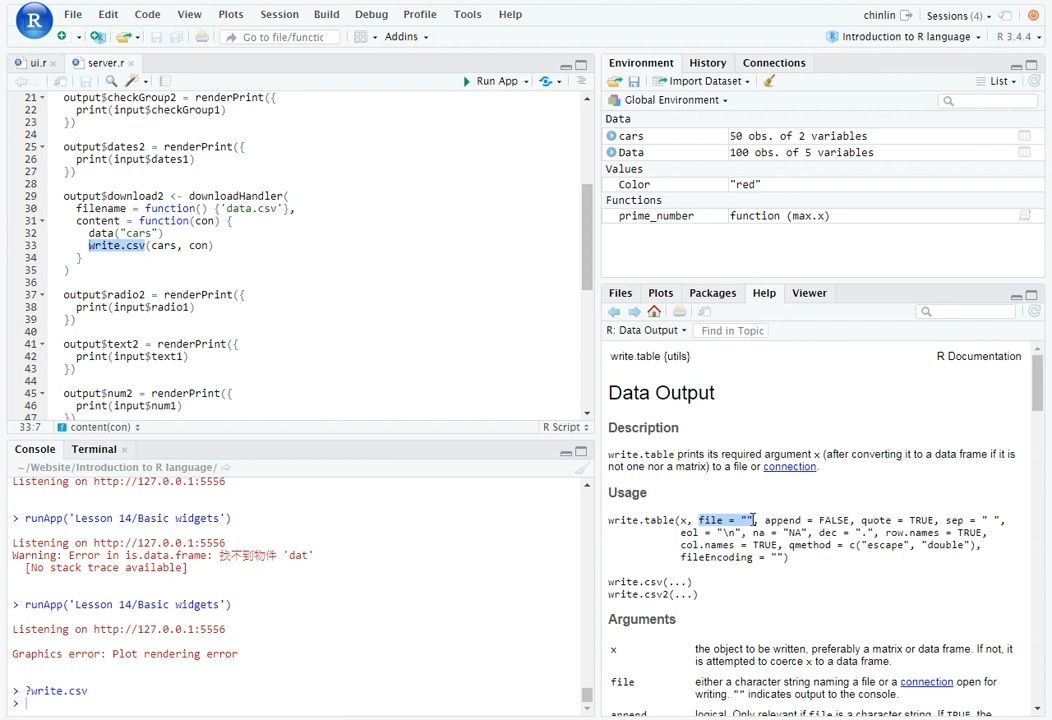 File Edit Code View Plots Session Build Debug Profile Tools Help
chinlin Sessions (4)
Go to file/functic Addins
Introduction to R language R 3.4.4
ui.r server.r
Run App
21 output$checkGroup2 = renderPrint({
22 print(input$checkGroup1)
23 })
24
25 output$dates2 = renderPrint({
26 print(input$dates1)
27 })
28
29 output$download2 <- downloadHandler(
30 filename = function() {'data.csv'},
31 content = function(con) {
32 data("cars")
33 write.csv(cars, con)
34 }
35 )
36
37 output$radio2 = renderPrint({
38 print(input$radio1)
39 })
40
41 output$text2 = renderPrint({
42 print(input$text1)
43 })
44
45 output$num2 = renderPrint({
46 print(input$num1)
47 })
33:7 content(con) R Script
Console Terminal
~/Website/Introduction to R language/
Listening on http://127.0.0.1:5556
> runApp('Lesson 14/Basic widgets')
Listening on http://127.0.0.1:5556
Warning: Error in is.data.frame: 找不到物件 'dat'
[No stack trace available]
> runApp('Lesson 14/Basic widgets')
Listening on http://127.0.0.1:5556
Graphics error: Plot rendering error
> ?write.csv
>
Environment History Connections
Import Dataset List
Global Environment
Data
cars 50 obs. of 2 variables
Data 100 obs. of 5 variables
Values
Color "red"
Functions
prime_number function (max.x)
Files Plots Packages Help Viewer
R: Data Output Find in Topic
write.table {utils} R Documentation
Data Output
Description
write.table prints its required argument x (after converting it to a data frame if it is
not one nor a matrix) to a file or connection.
Usage
write.table(x, file = "", append = FALSE, quote = TRUE, sep = " ",
eol = "\n", na = "NA", dec = ".", row.names = TRUE,
col.names = TRUE, qmethod = c("escape", "double"),
fileEncoding = "")
write.csv(...)
write.csv2(...)
Arguments
x the object to be written, preferably a matrix or data frame. If not, it
is attempted to coerce x to a data frame.
file either a character string naming a file or a connection open for
writing. "" indicates output to the console.
append logical. Only relevant if file is a character string. If TRUE, the